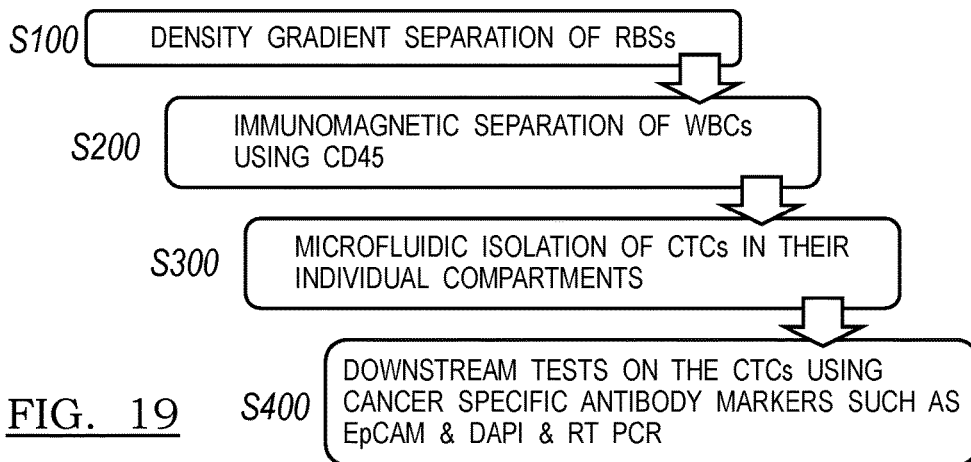 S100 DENSITY GRADIENT SEPARATION OF RBSs
S200 IMMUNOMAGNETIC SEPARATION OF WBCs
USING CD45
S300 MICROFLUIDIC ISOLATION OF CTCs IN THEIR
INDIVIDUAL COMPARTMENTS
S400 DOWNSTREAM TESTS ON THE CTCs USING
CANCER SPECIFIC ANTIBODY MARKERS SUCH AS
EpCAM & DAPI & RT PCR
FIG. 19